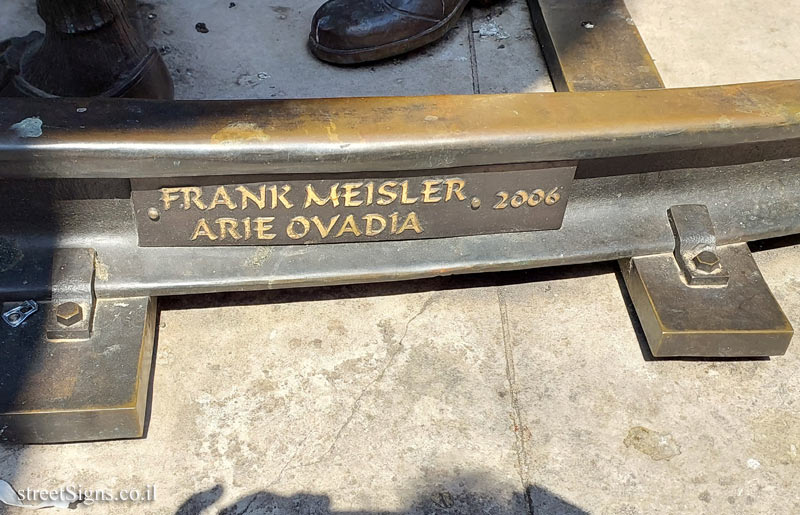 FRANK MEISLER, 2006
ARIE OVADIA
streetSigns.co.il